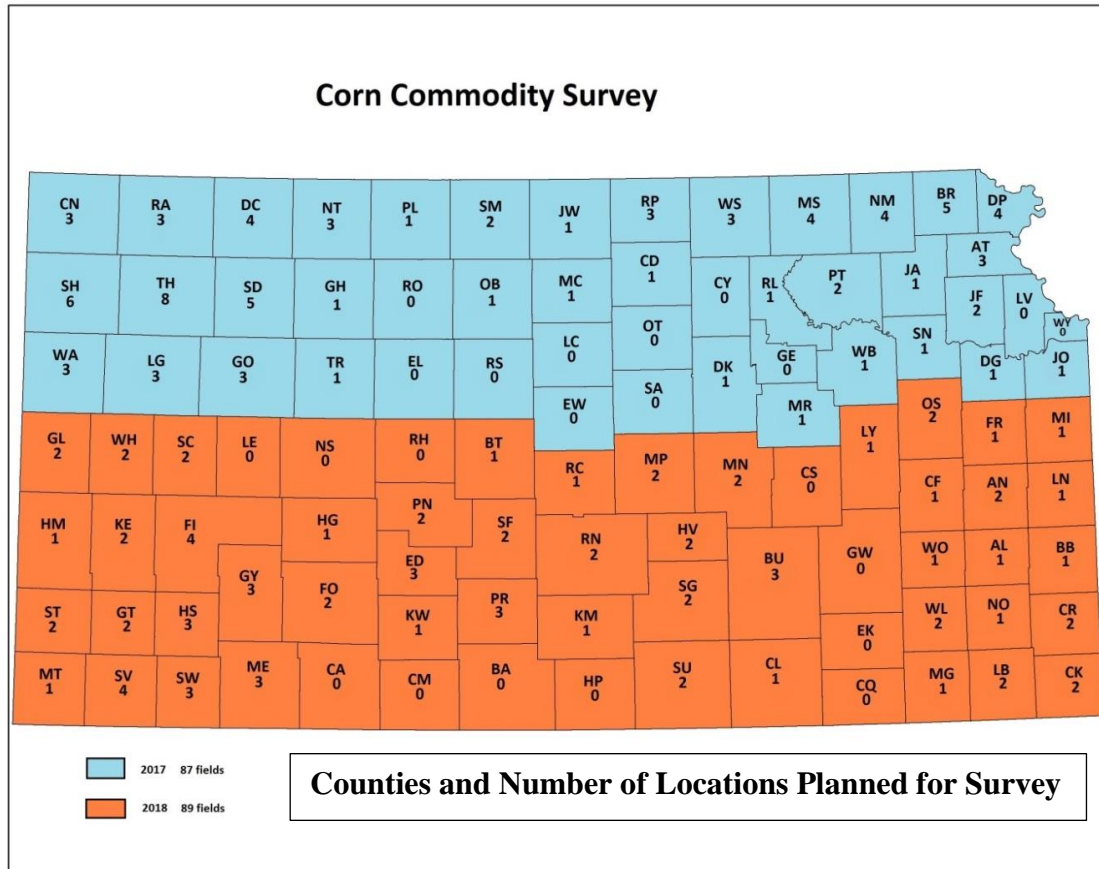 Corn Commodity Survey
CN RA DC NT PL SM JW RP WS MS NM BR DP
3 3 4 3 1 2 1 3 3 4 4 5 4
AT
3
SH TH SD GH RO OB MC CD CY RL PT JA JF LV
6 8 5 1 0 1 1 1 0 1 2 1 2 0
WY
0
WA LG GO TR EL RS LC OT DK GE WB SN DG JO
3 3 3 1 0 0 0 0 1 0 1 1 1 1
EW SA MR
0 0 1
GL WH SC LE NS RH BT RC MP MN CS LY OS FR MI
2 2 2 0 0 0 1 1 2 2 0 1 2 1 1
PN CF AN LN
2 1 2 1
HM KE FI HG SF RN HV BU GW WO AL BB
1 2 4 1 2 2 2 3 0 1 1 1
GY FO ED SG
3 2 3 2
ST GT HS KW PR KM EK WL NO CR
2 2 3 1 3 1 0 2 1 2
MT SV SW ME CA CM BA HP SU CL CQ MG LB CK
1 4 3 3 0 0 0 0 2 1 0 1 2 2
2017 87 fields
2018 89 fields
Counties and Number of Locations Planned for Survey